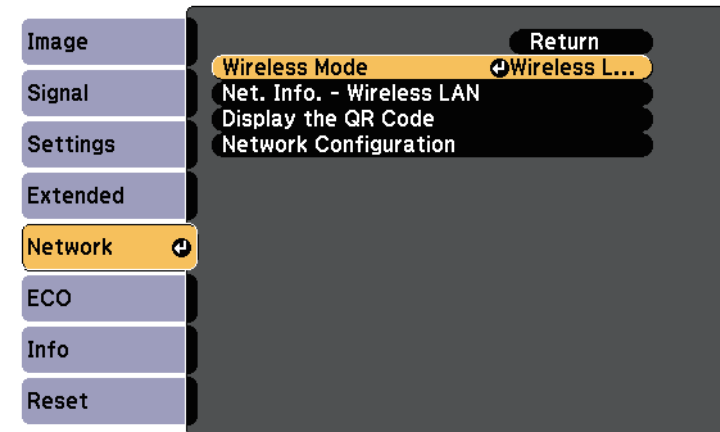 Image
Signal
Settings
Extended
Network
ECO
Info
Reset
Return
Wireless Mode Wireless L...
Net. Info. - Wireless LAN
Display the QR Code
Network Configuration